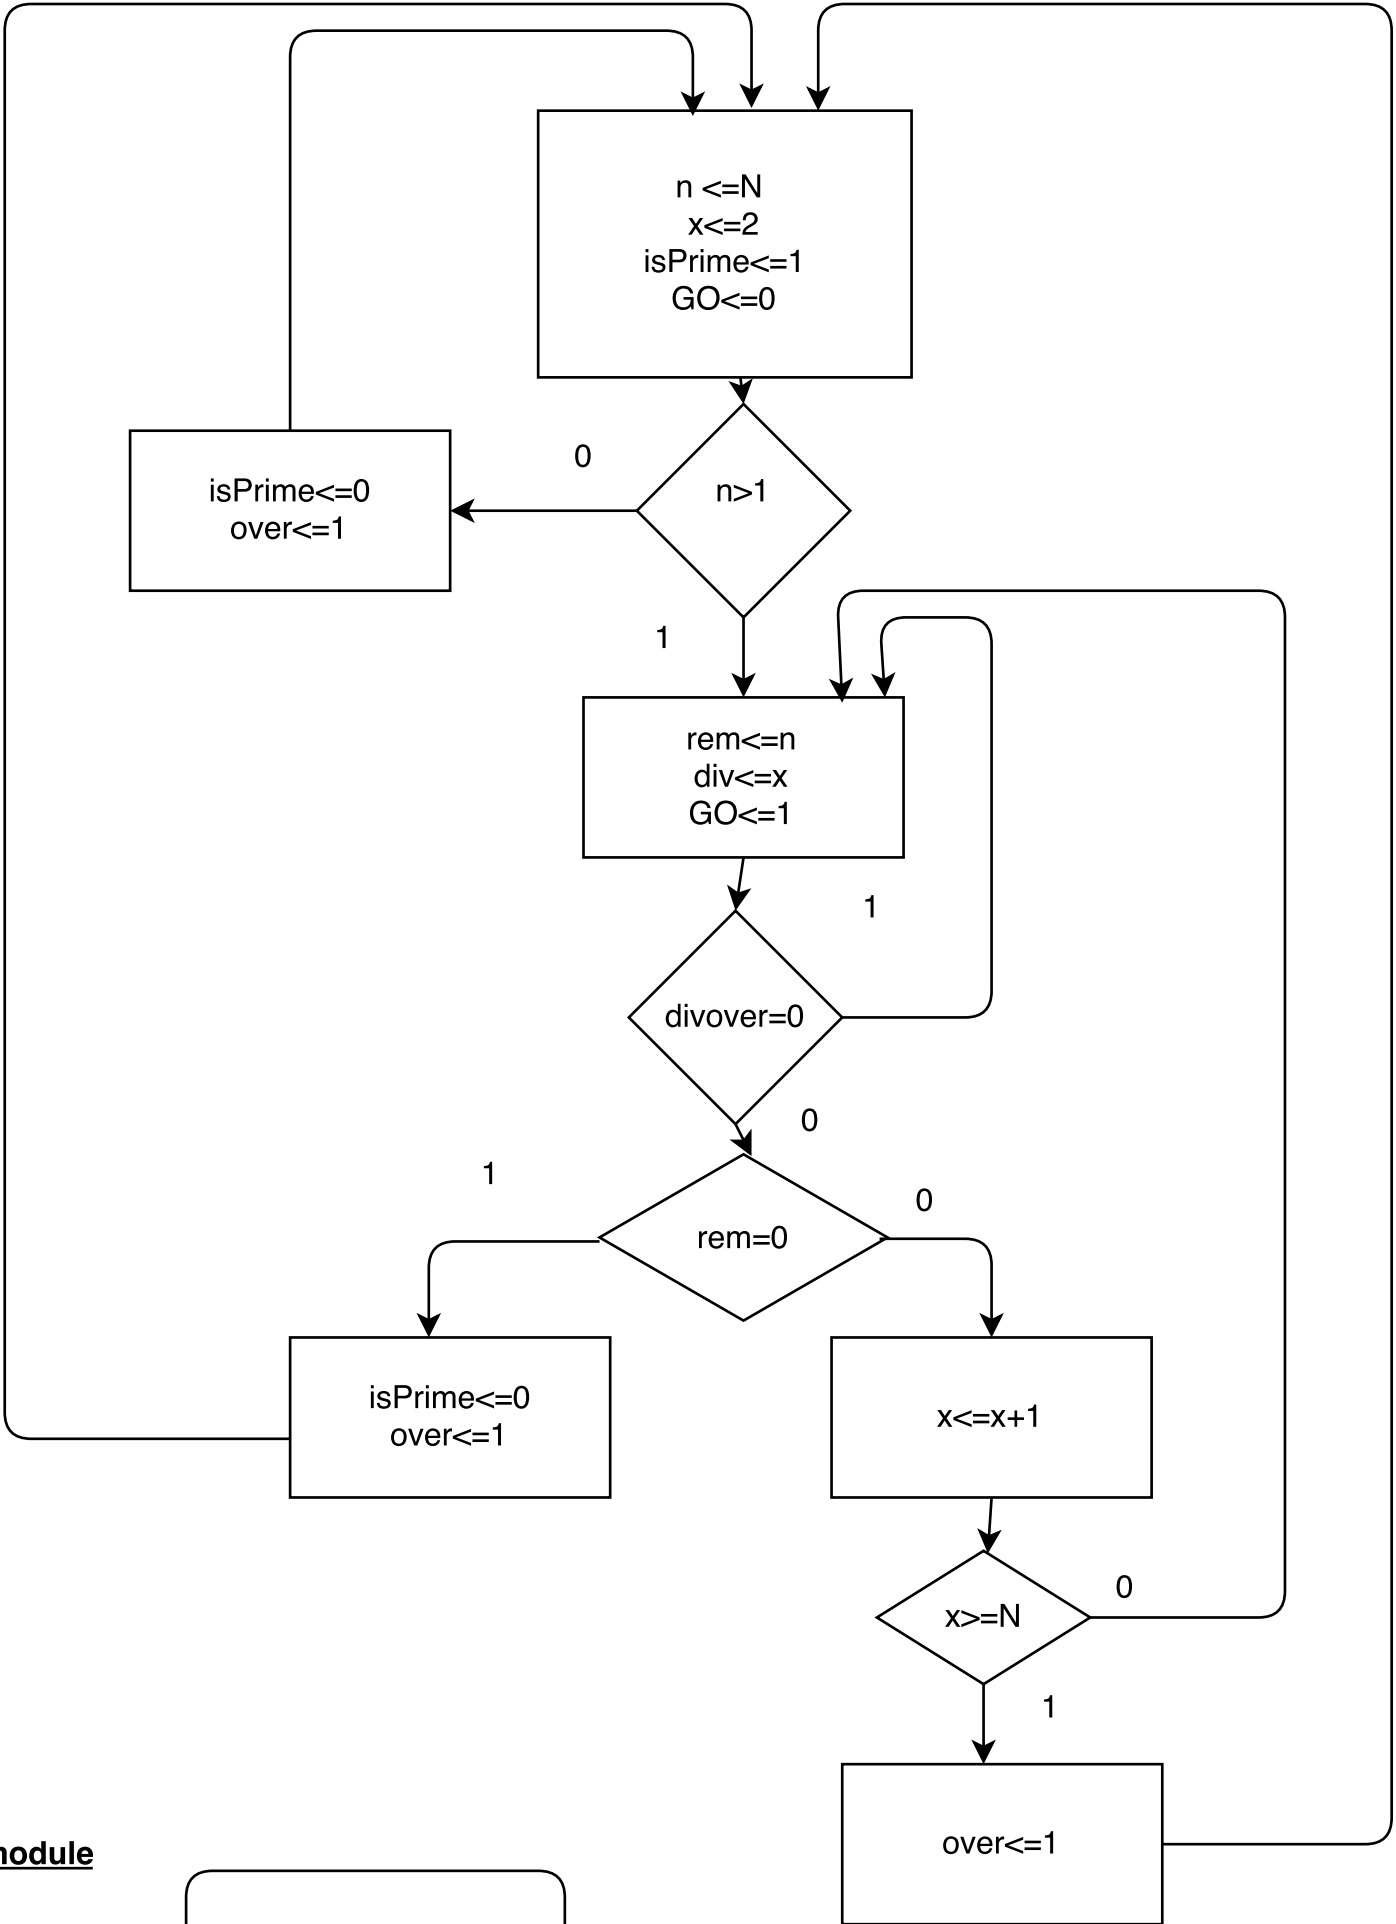 n <=N
x<=2
isPrime<=1
GO<=0
0
n>1
isPrime<=0
over<=1
1
rem<=n
div<=x
GO<=1
1
divover=0
0
1
0
rem=0
isPrime<=0
over<=1
x<=x+1
0
x>=N
1
over<=1